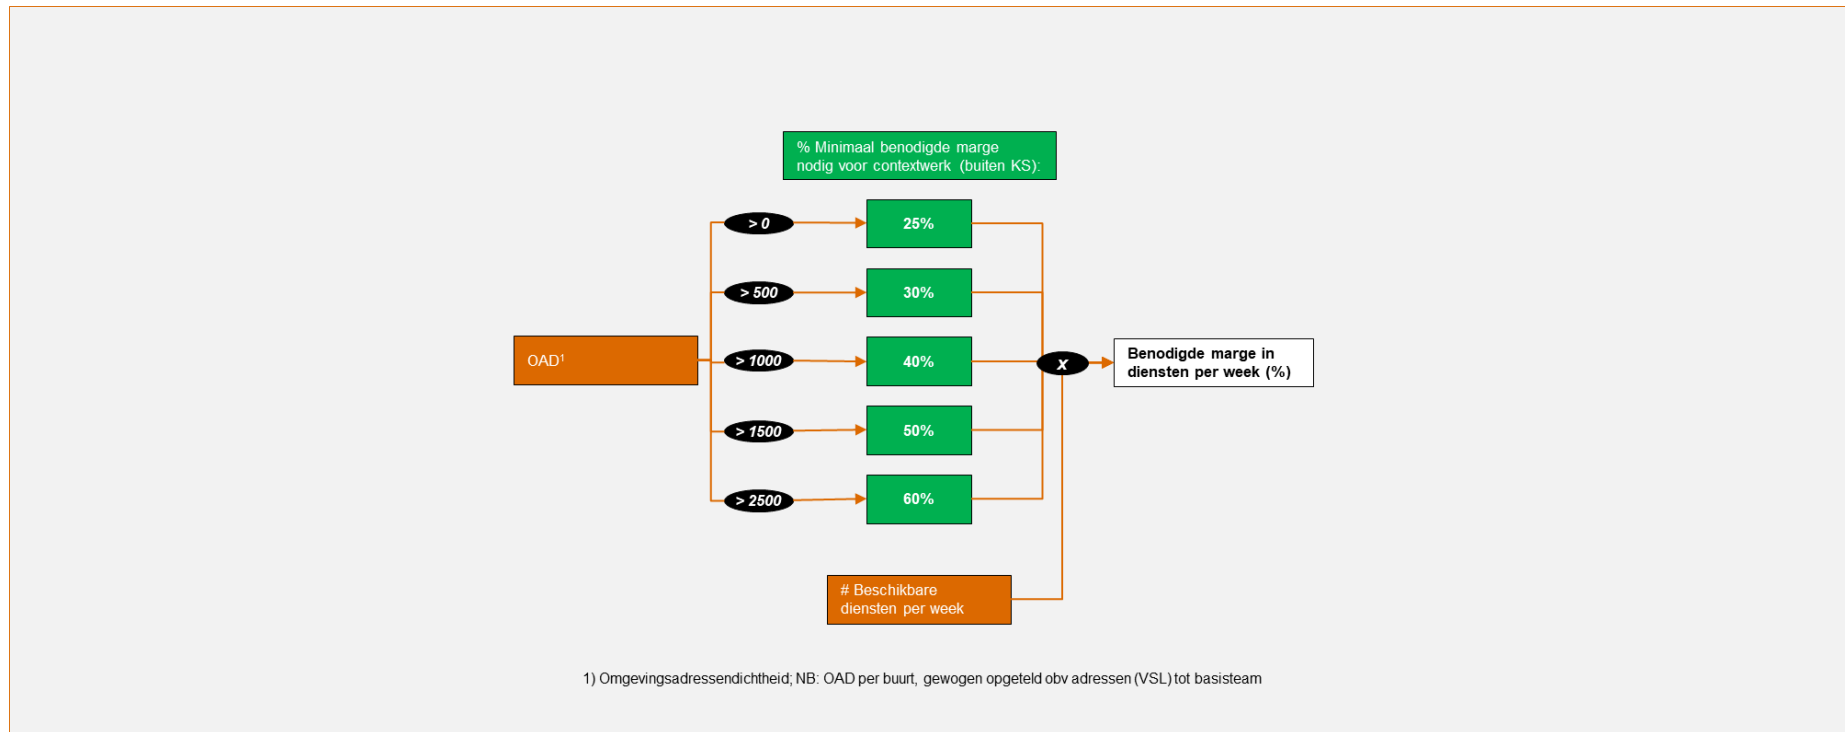 % Minimaal benodigde marge
nodig voor contextwerk (buiten KS):
> 0
25%
> 500
30%
OAD¹
> 1000
40%
x
Benodigde marge in
diensten per week (%)
> 1500
50%
> 2500
60%
# Beschikbare
diensten per week
1) Omgevingsadressendichtheid; NB: OAD per buurt, gewogen opgeteld obv adressen (VSL) tot basisteam